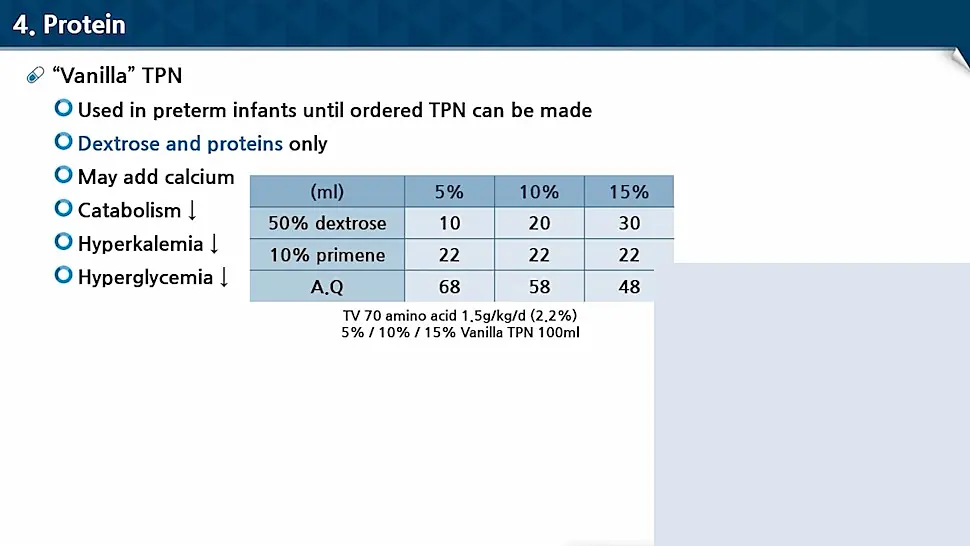 4. Protein
“Vanilla” TPN
Used in preterm infants until ordered TPN can be made
Dextrose and proteins only
May add calcium
Catabolism ↓
Hyperkalemia ↓
Hyperglycemia ↓
(ml) 5% 10% 15%
50% dextrose 10 20 30
10% primene 22 22 22
A.Q 68 58 48
TV 70 amino acid 1.5g/kg/d (2.2%)
5% / 10% / 15% Vanilla TPN 100ml